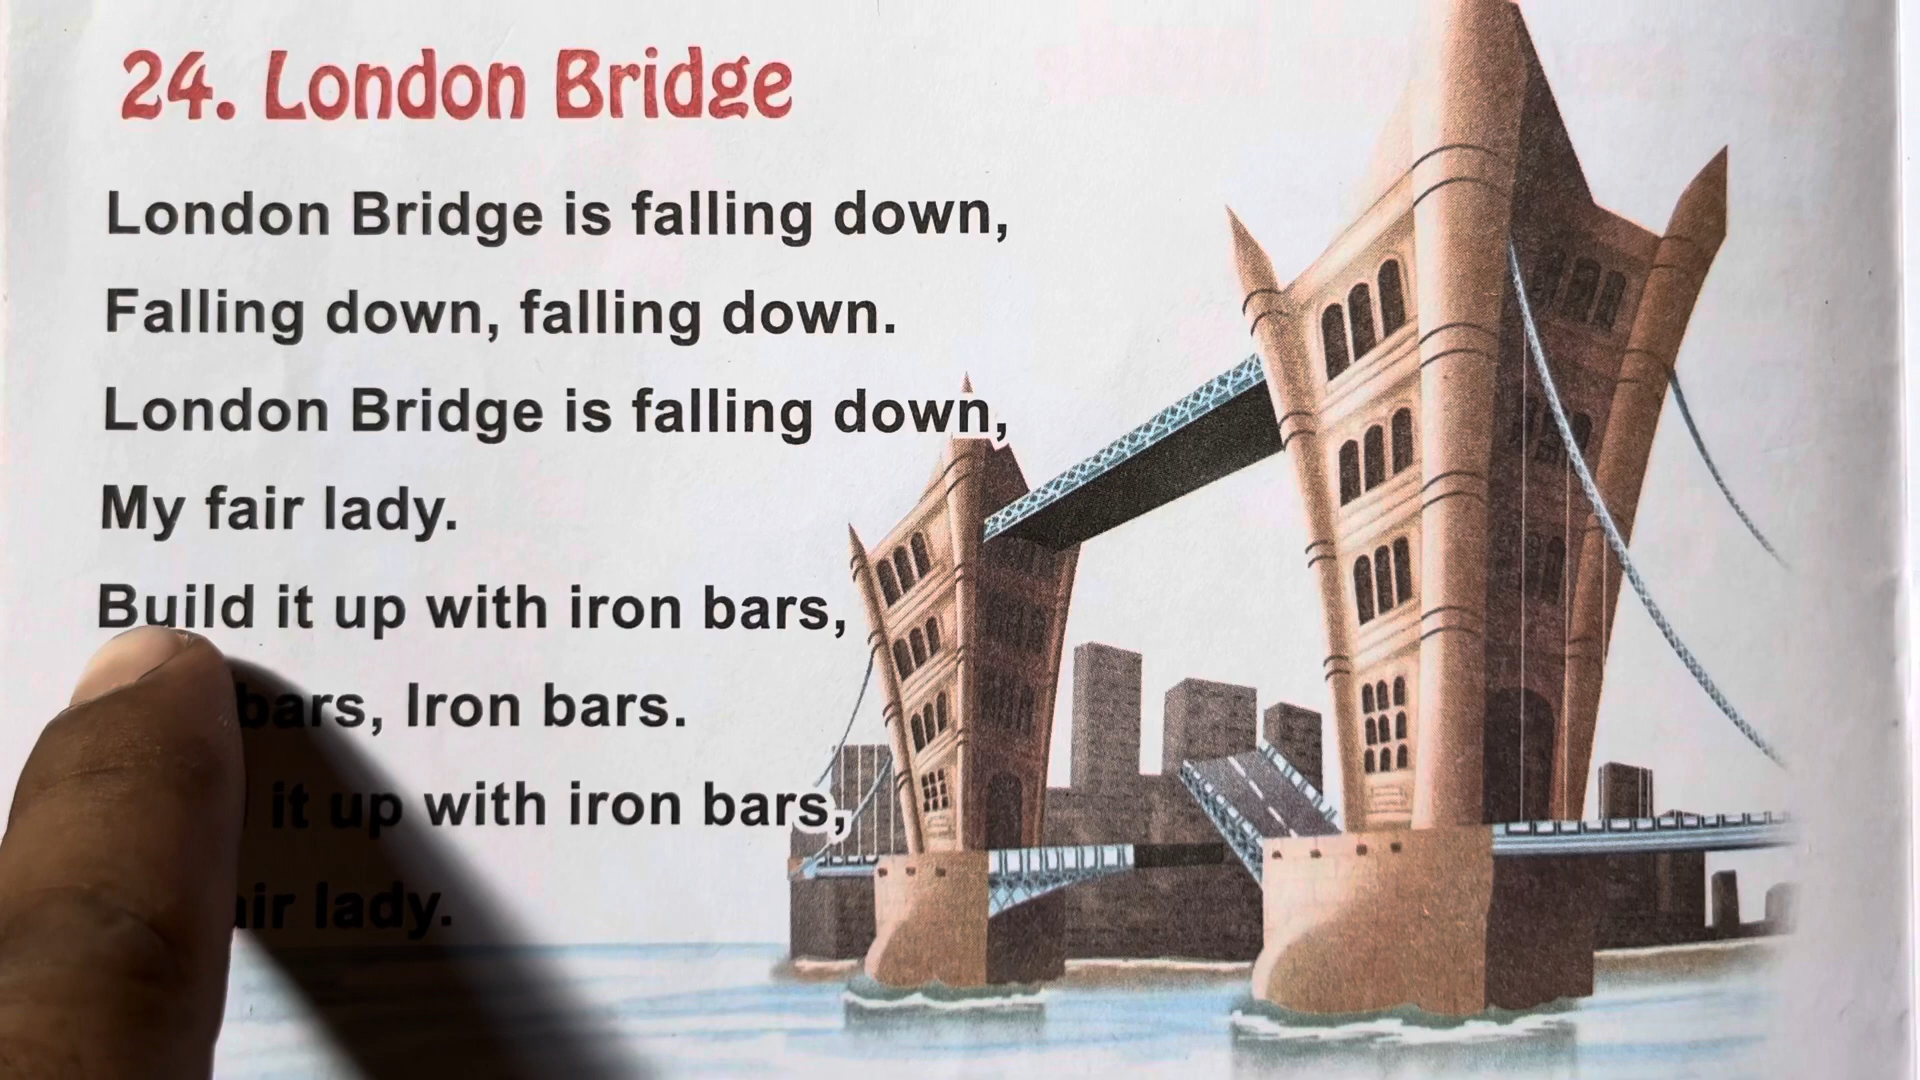 24. London Bridge
London Bridge is falling down,
Falling down, falling down.
London Bridge is falling down,
My fair lady.
Build it up with iron bars,
bars, Iron bars.
it up with iron bars,
lady.